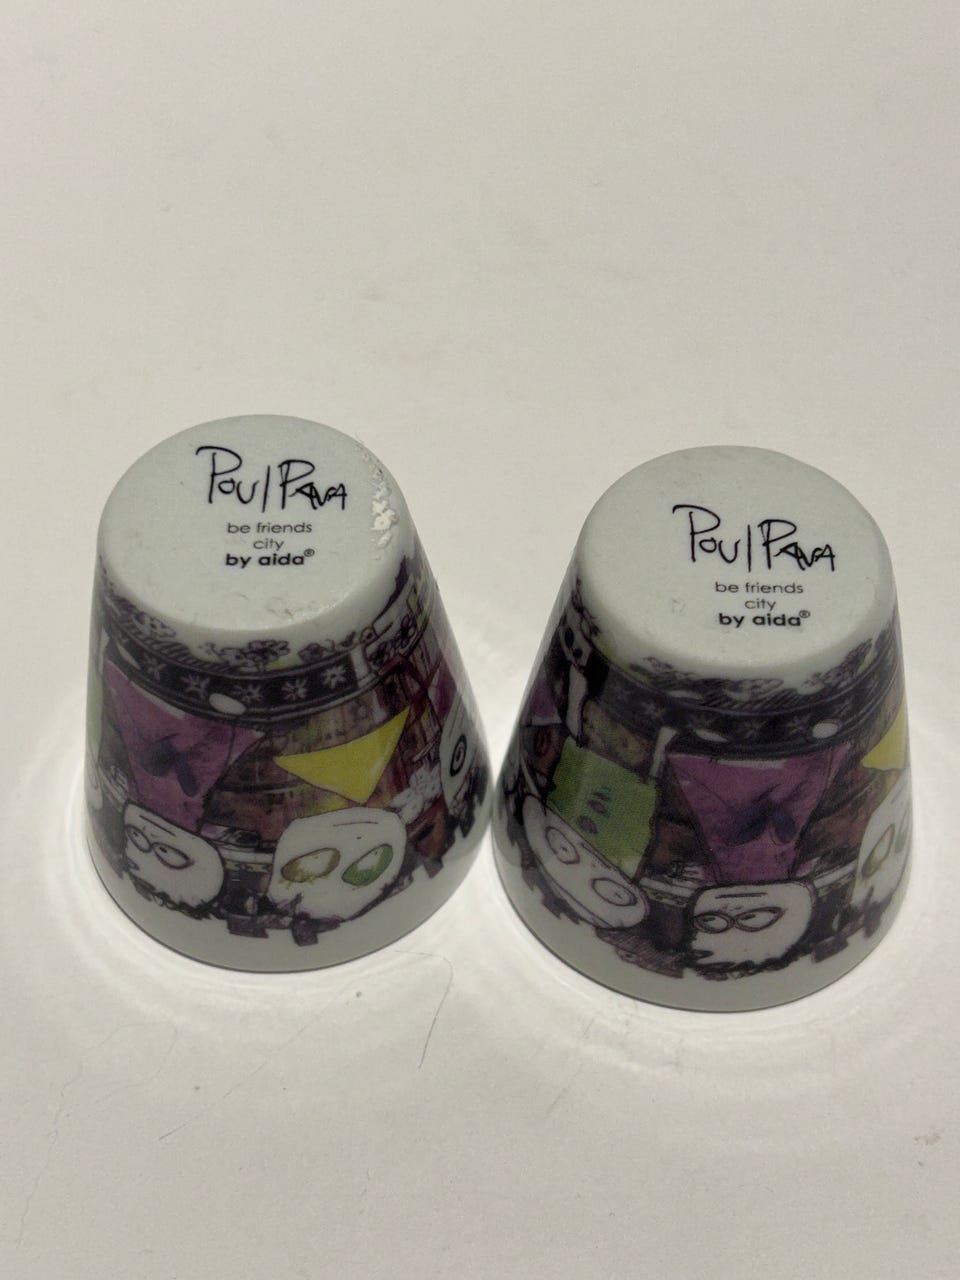 Poul Pava
be friends
city
by aida®
Poul Pava
be friends
city
by aida®